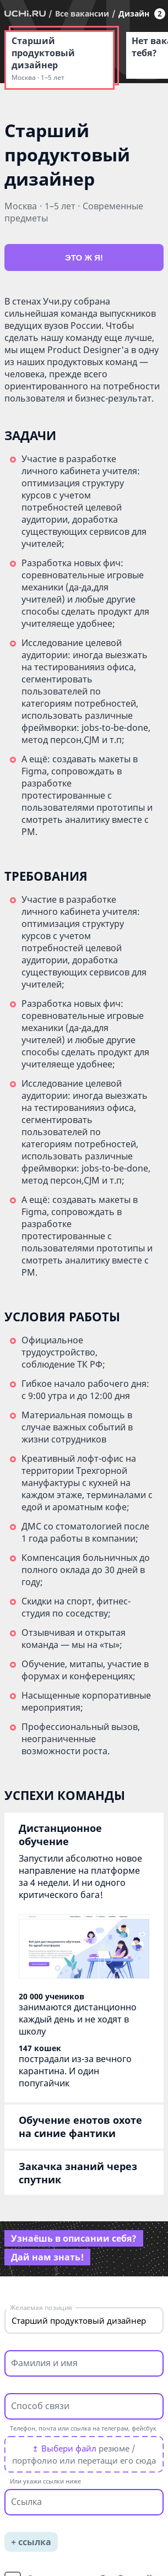 UCHi.RU / Все вакансии / Дизайн 2
Старший
продуктовый
дизайнер
Москва · 1–5 лет
Нет вака
тебя?
Старший
продуктовый
дизайнер
Москва · 1–5 лет · Современные
предметы
ЭТО Ж Я!
В стенах Учи.ру собрана
сильнейшая команда выпускников
ведущих вузов России. Чтобы
сделать нашу команду еще лучше,
мы ищем Product Designer'а в одну
из наших продуктовых команд —
человека, прежде всего
ориентированного на потребности
пользователя и бизнес-результат.
ЗАДАЧИ
Участие в разработке
личного кабинета учителя:
оптимизация структуру
курсов с учетом
потребностей целевой
аудитории, доработка
существующих сервисов для
учителей;
Разработка новых фич:
соревновательные игровые
механики (да-да,для
учителей) и любые другие
способы сделать продукт для
учителяеще удобнее;
Исследование целевой
аудитории: иногда выезжать
на тестированияиз офиса,
сегментировать
пользователей по
категориям потребностей,
использовать различные
фреймворки: jobs-to-be-done,
метод персон,CJM и т.п;
А ещё: создавать макеты в
Figma, сопровождать в
разработке
протестированные с
пользователями прототипы и
смотреть аналитику вместе с
PM.
ТРЕБОВАНИЯ
Участие в разработке
личного кабинета учителя:
оптимизация структуру
курсов с учетом
потребностей целевой
аудитории, доработка
существующих сервисов для
учителей;
Разработка новых фич:
соревновательные игровые
механики (да-да,для
учителей) и любые другие
способы сделать продукт для
учителяеще удобнее;
Исследование целевой
аудитории: иногда выезжать
на тестированияиз офиса,
сегментировать
пользователей по
категориям потребностей,
использовать различные
фреймворки: jobs-to-be-done,
метод персон,CJM и т.п;
А ещё: создавать макеты в
Figma, сопровождать в
разработке
протестированные с
пользователями прототипы и
смотреть аналитику вместе с
PM.
УСЛОВИЯ РАБОТЫ
Официальное
трудоустройство,
соблюдение ТК РФ;
Гибкое начало рабочего дня:
с 9:00 утра и до 12:00 дня
Материальная помощь в
случае важных событий в
жизни сотрудников
Креативный лофт-офис на
территории Трехгорной
мануфактуры с кухней на
каждом этаже, терминалами с
едой и ароматным кофе;
ДМС со стоматологией после
1 года работы в компании;
Компенсация больничных до
полного оклада до 30 дней в
году;
Скидки на спорт, фитнес-
студия по соседству;
Отзывчивая и открытая
команда — мы на «ты»;
Обучение, митапы, участие в
форумах и конференциях;
Насыщенные корпоративные
мероприятия;
Профессиональный вызов,
неограниченные
возможности роста.
УСПЕХИ КОМАНДЫ
Дистанционное
обучение
Запустили абсолютно новое
направление на платформе
за 4 недели. И ни одного
критического бага!
20 000 учеников
занимаются дистанционно
каждый день и не ходят в
школу
147 кошек
пострадали из-за вечного
карантина. И один
попугайчик
Обучение енотов охоте
на синие фантики
Закачка знаний через
спутник
Узнаёшь в описании себя?
Дай нам знать!
Желаемая позиция
Старший продуктовый дизайнер
Фамилия и имя
Способ связи
Телефон, почта или ссылка на телеграм, фейсбук
↥ Выбери файл резюме /
портфолио или перетащи его сюда
Или укажи ссылки ниже
Ссылка
+ ссылка